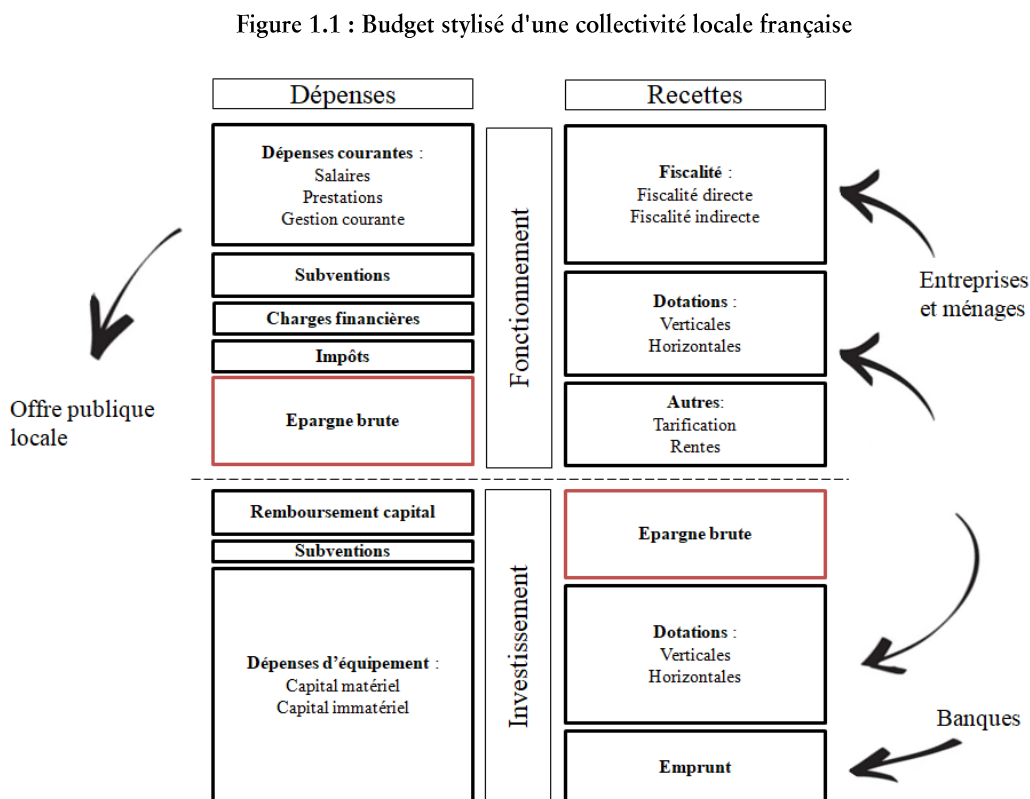 Figure 1.1 : Budget stylisé d'une collectivité locale française
Dépenses
Recettes
Dépenses courantes :
Salaires
Prestations
Gestion courante
Subventions
Charges financières
Impôts
Epargne brute
Fonctionnement
Fiscalité :
Fiscalité directe
Fiscalité indirecte
Dotations :
Verticales
Horizontales
Autres:
Tarification
Rentes
Entreprises
et ménages
Offre publique
locale
Remboursement capital
Subventions
Dépenses d’équipement :
Capital matériel
Capital immatériel
Investissement
Epargne brute
Dotations :
Verticales
Horizontales
Emprunt
Banques